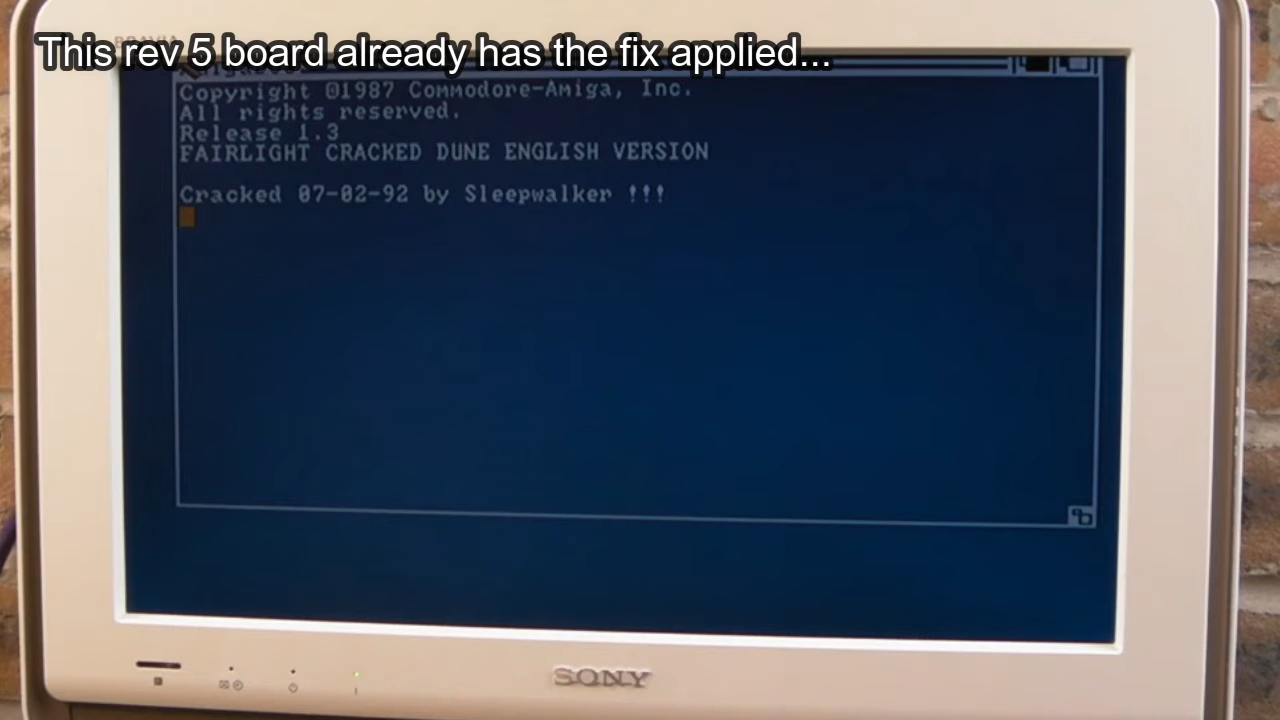 This rev 5 board already has the fix applied...
BRAVIA
Copyright ©1987 Commodore-Amiga, Inc.
All rights reserved.
Release 1.3
FAIRLIGHT CRACKED DUNE ENGLISH VERSION
Cracked 07-02-92 by Sleepwalker !!!
SONY